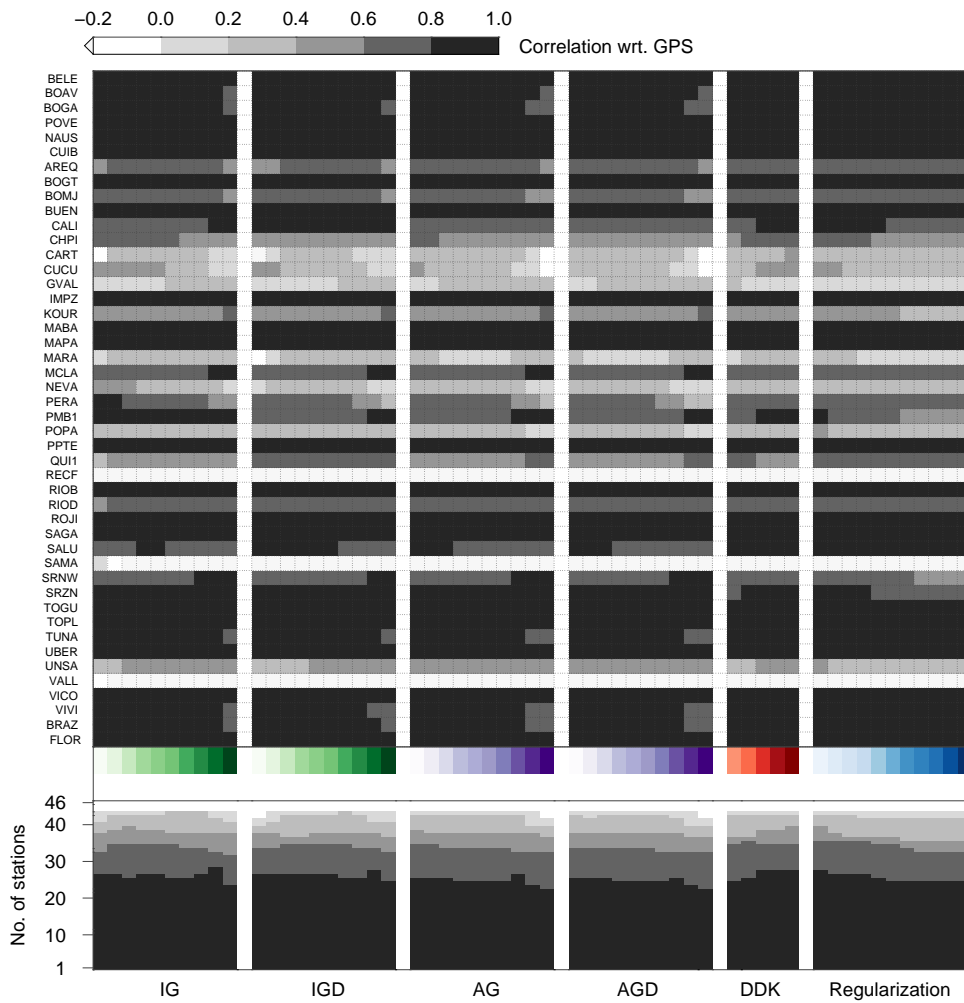 −0.2 0.0 0.2 0.4 0.6 0.8 1.0
Correlation wrt. GPS
BELE
BOAV
BOGA
POVE
NAUS
CUIB
AREQ
BOGT
BOMJ
BUEN
CALI
CHPI
CART
CUCU
GVAL
IMPZ
KOUR
MABA
MAPA
MARA
MCLA
NEVA
PERA
PMB1
POPA
PPTE
QUI1
RECF
RIOB
RIOD
ROJI
SAGA
SALU
SAMA
SRNW
SRZN
TOGU
TOPL
TUNA
UBER
UNSA
VALL
VICO
VIVI
BRAZ
FLOR
46
40
30
20
10
1
No. of stations
IG IGD AG AGD DDK Regularization